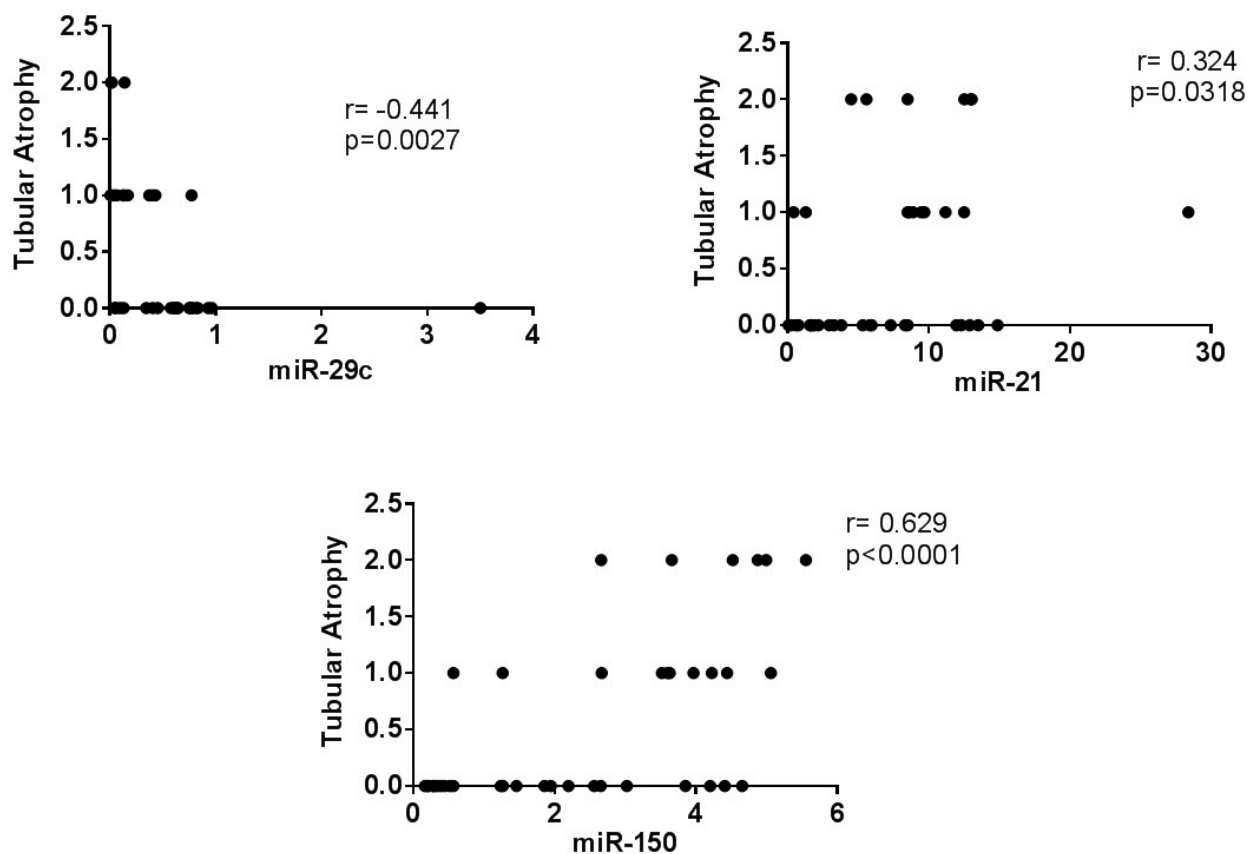 Tubular Atrophy
2.5
2.0
1.5
1.0
0.5
0.0
0 1 2 3 4
miR-29c
r= -0.441
p=0.0027
Tubular Atrophy
2.5
2.0
1.5
1.0
0.5
0.0
0 10 20 30
miR-21
r= 0.324
p=0.0318
Tubular Atrophy
2.5
2.0
1.5
1.0
0.5
0.0
0 2 4 6
miR-150
r= 0.629
p<0.0001